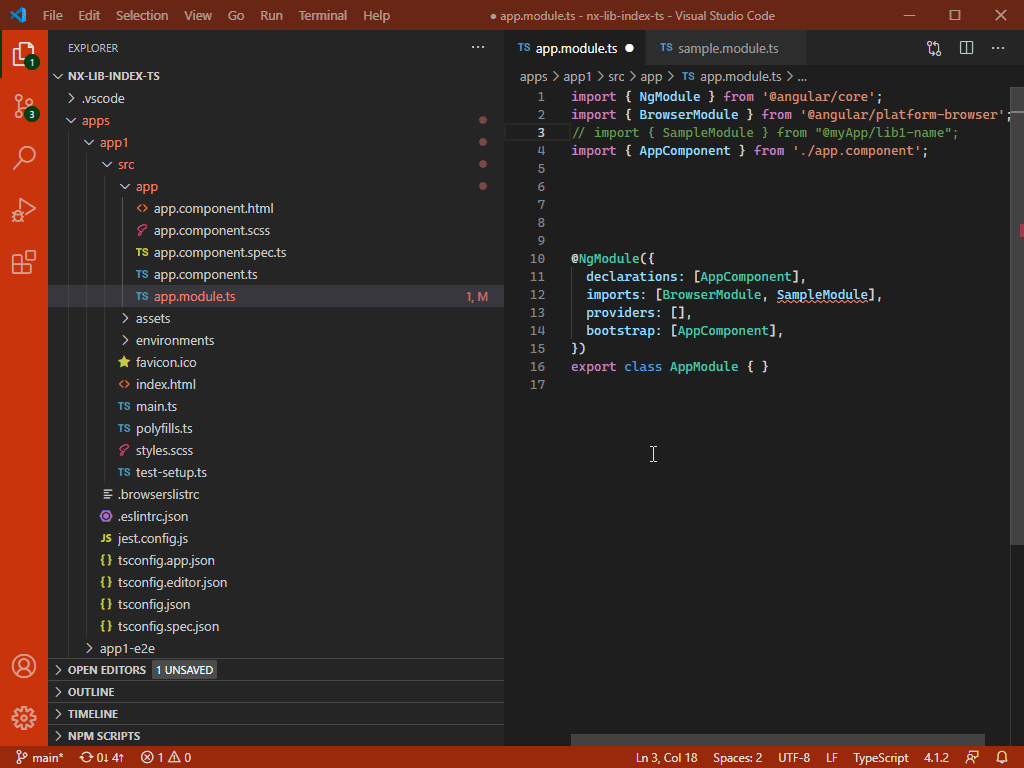 File Edit Selection View Go Run Terminal Help ● app.module.ts - nx-lib-index-ts - Visual Studio Code
EXPLORER
NX-LIB-INDEX-TS
.vscode
apps
app1
src
app
app.component.html
app.component.scss
TS app.component.spec.ts
TS app.component.ts
TS app.module.ts 1, M
assets
environments
favicon.ico
index.html
TS main.ts
TS polyfills.ts
styles.scss
TS test-setup.ts
.browserslistrc
.eslintrc.json
JS jest.config.js
{} tsconfig.app.json
{} tsconfig.editor.json
{} tsconfig.json
{} tsconfig.spec.json
app1-e2e
OPEN EDITORS 1 UNSAVED
OUTLINE
TIMELINE
NPM SCRIPTS
1
3
TS app.module.ts ● TS sample.module.ts
apps > app1 > src > app > TS app.module.ts > ...
1 import { NgModule } from '@angular/core';
2 import { BrowserModule } from '@angular/platform-browser';
3 // import { SampleModule } from "@myApp/lib1-name";
4 import { AppComponent } from './app.component';
5
6
7
8
9
10 @NgModule({
11 declarations: [AppComponent],
12 imports: [BrowserModule, SampleModule],
13 providers: [],
14 bootstrap: [AppComponent],
15 })
16 export class AppModule { }
17
main* 0↓ 4↑ 1 0 Ln 3, Col 18 Spaces: 2 UTF-8 LF TypeScript 4.1.2